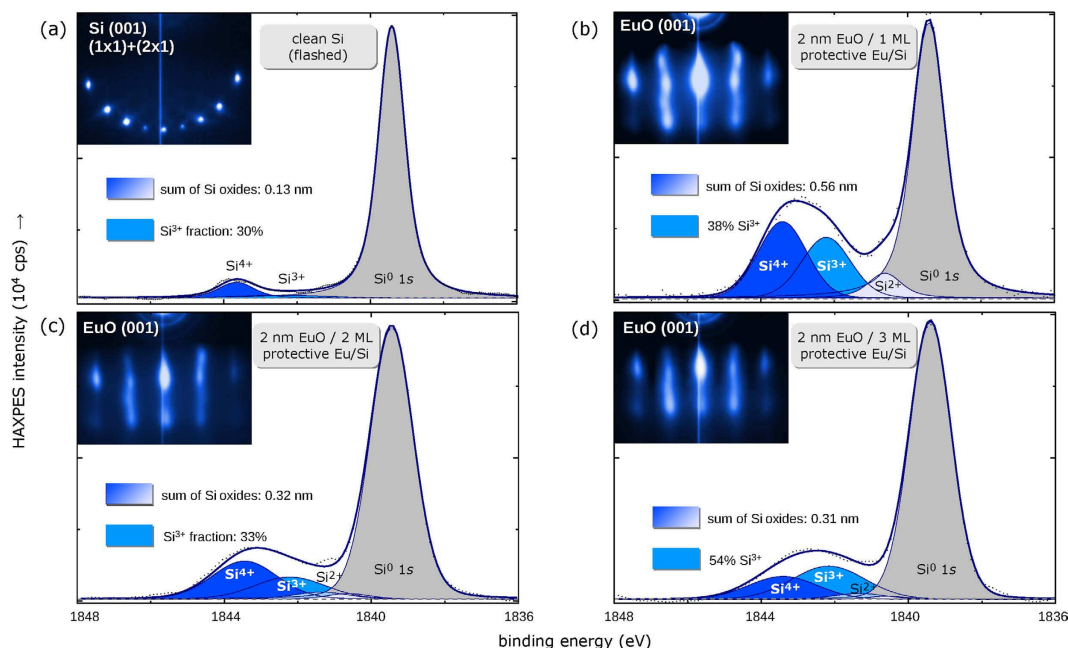 (a)
Si (001)
(1x1)+(2x1)
clean Si
(flashed)
sum of Si oxides: 0.13 nm
Si³⁺ fraction: 30%
Si⁴⁺
Si³⁺
Si⁰ 1s
(b)
EuO (001)
2 nm EuO / 1 ML
protective Eu/Si
sum of Si oxides: 0.56 nm
38% Si³⁺
Si⁴⁺
Si³⁺
Si²⁺
Si⁰ 1s
(c)
EuO (001)
2 nm EuO / 2 ML
protective Eu/Si
sum of Si oxides: 0.32 nm
Si³⁺ fraction: 33%
Si⁴⁺
Si³⁺
Si²⁺
Si⁰ 1s
1848 1844 1840 1836
(d)
EuO (001)
2 nm EuO / 3 ML
protective Eu/Si
sum of Si oxides: 0.31 nm
54% Si³⁺
Si⁴⁺
Si³⁺
Si²⁺
Si⁰ 1s
1848 1844 1840 1836
HAXPES intensity (10⁴ cps) →
binding energy (eV)